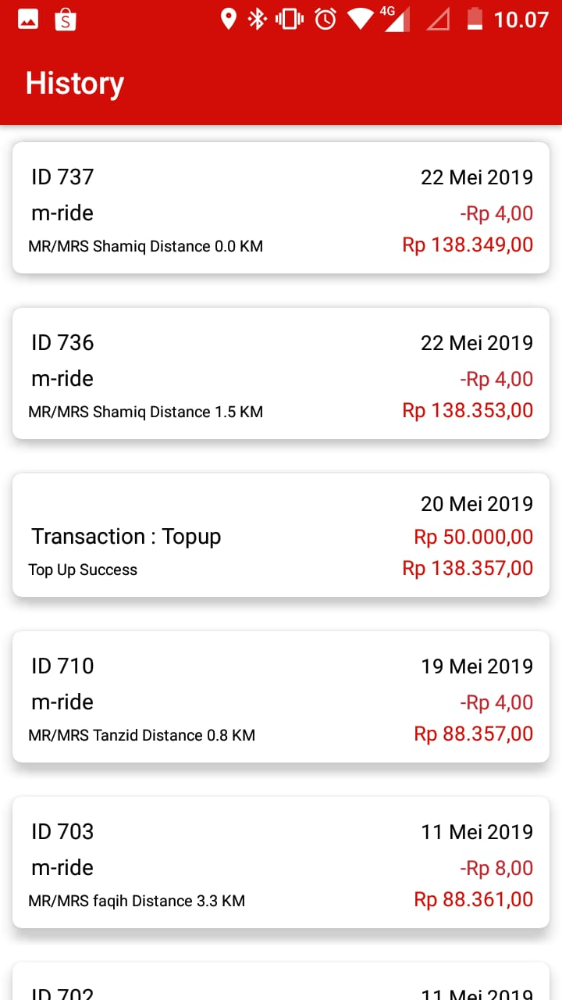 4G 10.07
History
ID 737 22 Mei 2019
m-ride -Rp 4,00
MR/MRS Shamiq Distance 0.0 KM Rp 138.349,00
ID 736 22 Mei 2019
m-ride -Rp 4,00
MR/MRS Shamiq Distance 1.5 KM Rp 138.353,00
20 Mei 2019
Transaction : Topup Rp 50.000,00
Top Up Success Rp 138.357,00
ID 710 19 Mei 2019
m-ride -Rp 4,00
MR/MRS Tanzid Distance 0.8 KM Rp 88.357,00
ID 703 11 Mei 2019
m-ride -Rp 8,00
MR/MRS faqih Distance 3.3 KM Rp 88.361,00
ID 702 11 Mei 2019